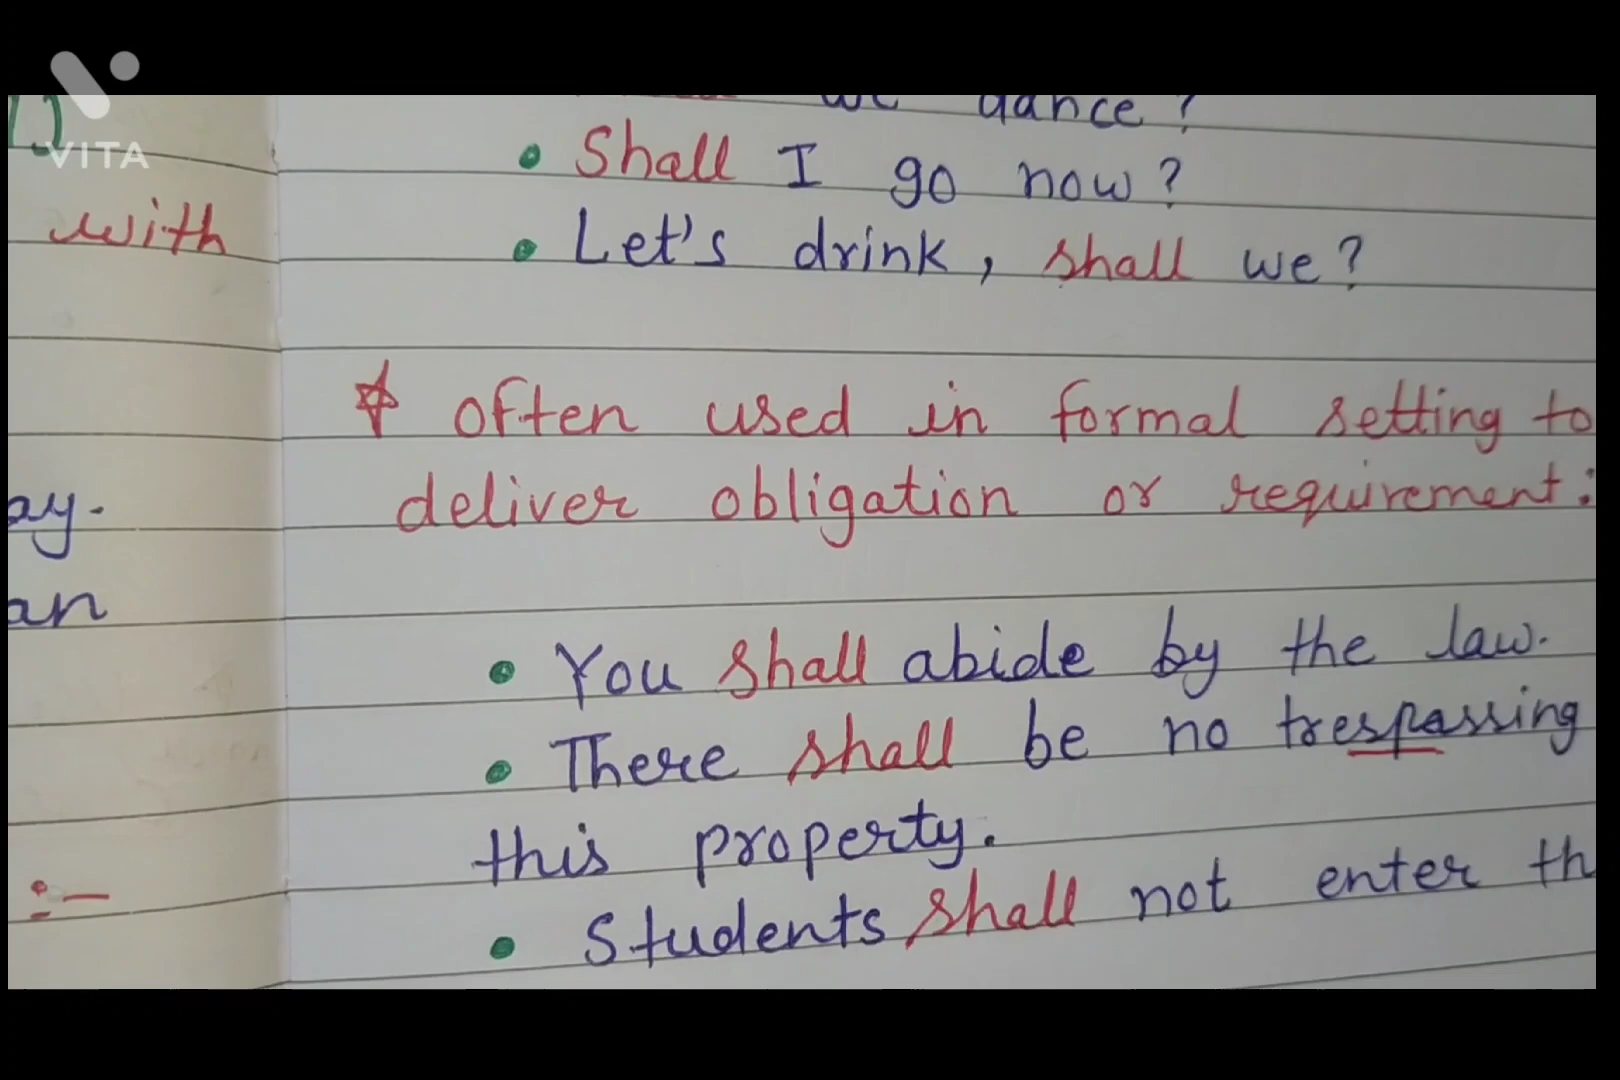 VITA
with
ay.
an
:-
we dance?
• Shall I go now?
• Let's drink, shall we?
☆ often used in formal setting to
deliver obligation or requirement:
• You shall abide by the law.
• There shall be no trespassing
this property.
• Students shall not enter th